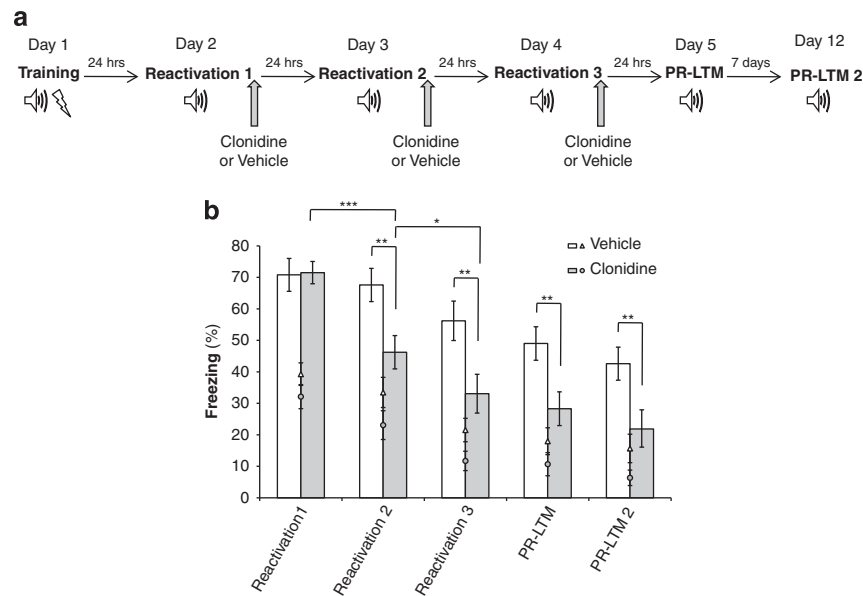 a
Day 1
Day 2
Day 3
Day 4
Day 5
Day 12
Training
24 hrs
Reactivation 1
24 hrs
Reactivation 2
24 hrs
Reactivation 3
24 hrs
PR-LTM
7 days
PR-LTM 2
Clonidine
or Vehicle
Clonidine
or Vehicle
Clonidine
or Vehicle
b
***
*
**
**
**
**
Vehicle
Clonidine
Freezing (%)
80
70
60
50
40
30
20
10
0
Reactivation1
Reactivation 2
Reactivation 3
PR-LTM
PR-LTM 2